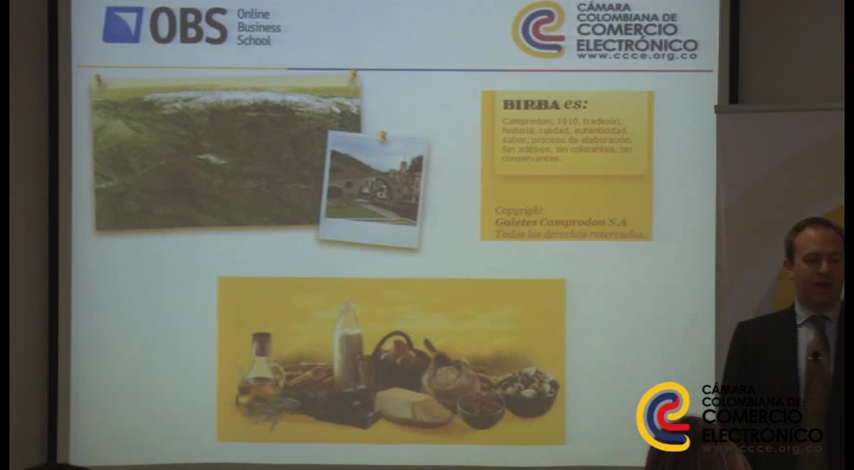 OBS
Online
Business
School
CÁMARA
COLOMBIANA DE
COMERCIO
ELECTRÓNICO
www.ccce.org.co
BIRBA es:
Camprodon, 1910, tradición,
historia, calidad, autenticidad,
sabor, proceso de elaboración.
Sin aditivos, sin colorantes, sin
conservantes.
Copyright
Galetes Camprodon S.A
Todos los derechos reservados.
CÁMARA
COLOMBIANA DE
COMERCIO
ELECTRÓNICO
www.ccce.org.co